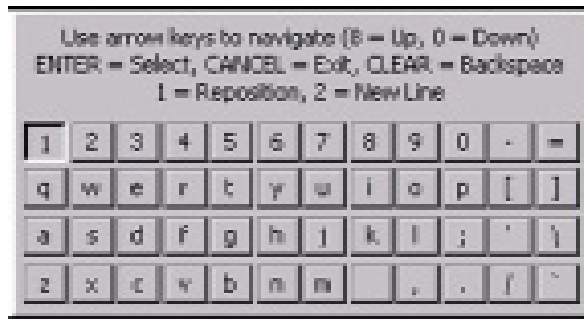 Use arrow keys to navigate (8 = Up, 0 = Down)
ENTER = Select, CANCEL = Exit, CLEAR = Backspace
1 = Reposition, 2 = New Line
1 2 3 4 5 6 7 8 9 0 - =
q w e r t y u i o p [ ]
a s d f g h j k l ; ' \
z x c v b n m , . / `